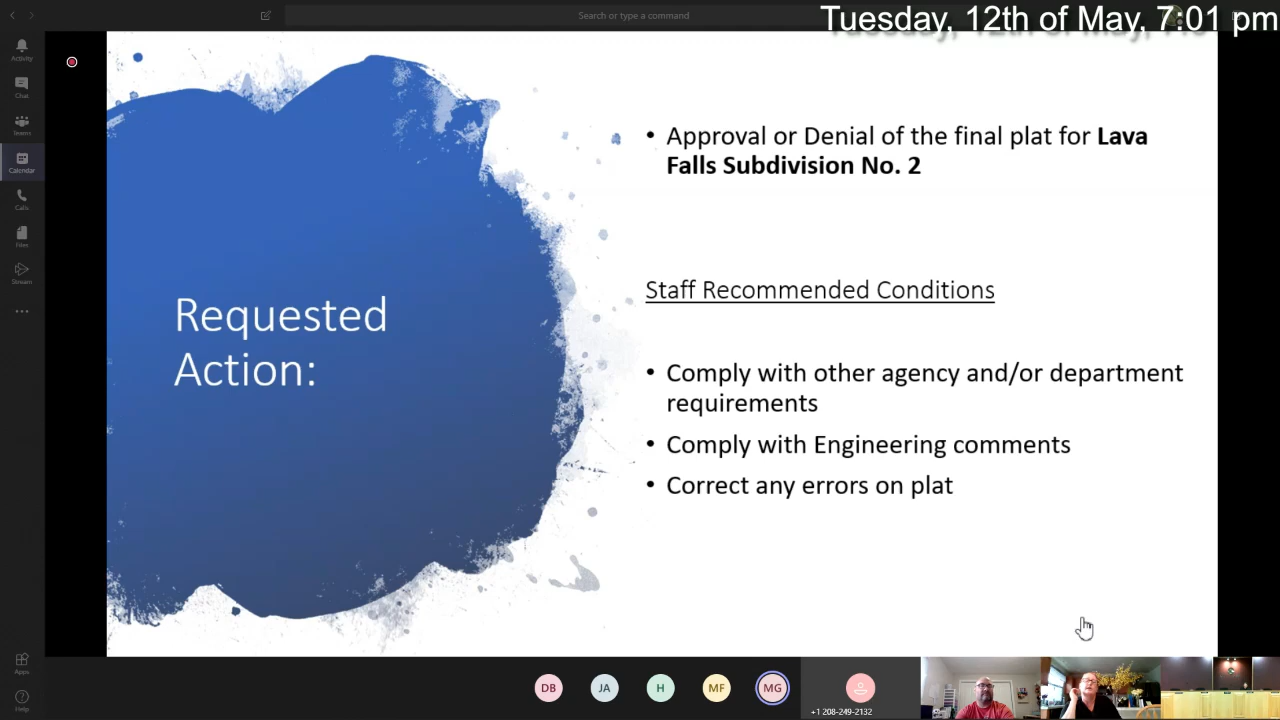 Search or type a command
Tuesday, 12th of May, 7:01 pm
Activity
Chat
Teams
Calendar
Calls
Files
Stream
Apps
Help
Requested
Action:
• Approval or Denial of the final plat for Lava
Falls Subdivision No. 2
Staff Recommended Conditions
• Comply with other agency and/or department
requirements
• Comply with Engineering comments
• Correct any errors on plat
DB
JA
H
MF
MG
+1 208-249-2132